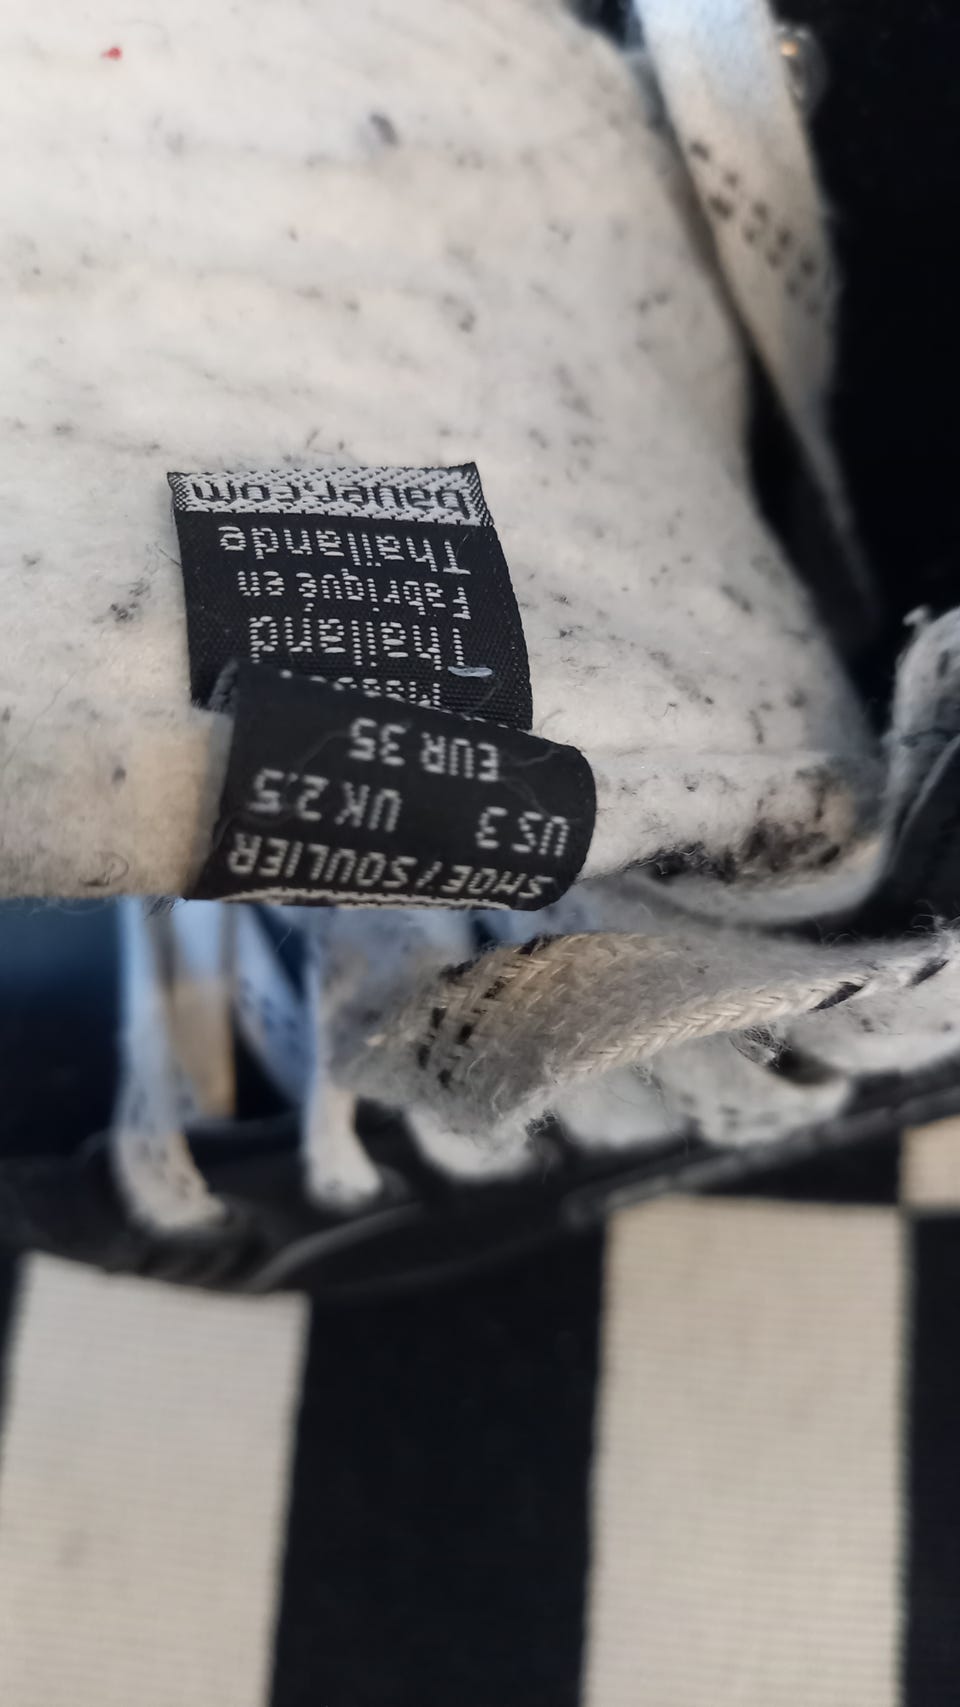 SHOE/SOULIER
US 3 UK 2.5
EUR 35
Thailand
Fabriqué en
Thaïlande
bauer.com